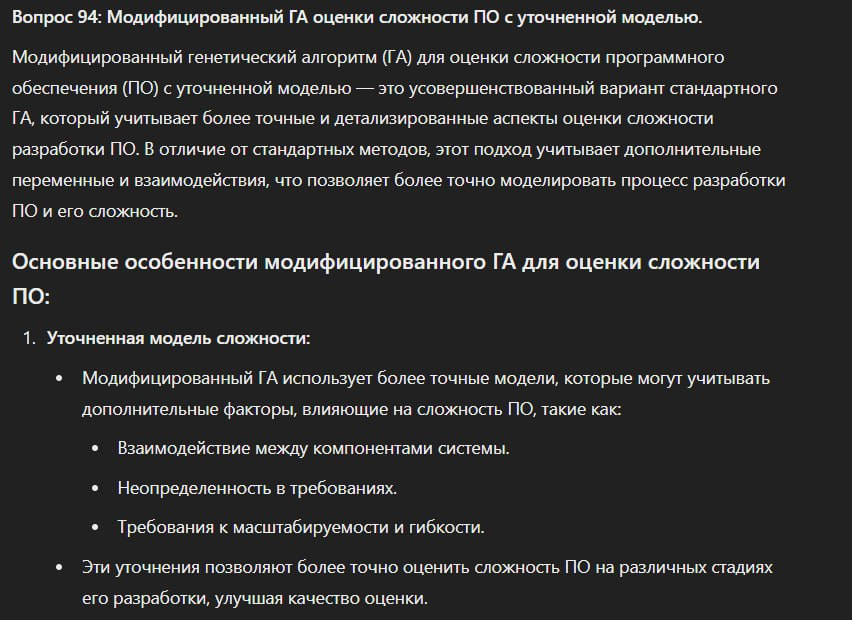 Вопрос 94: Модифицированный ГА оценки сложности ПО с уточненной моделью.
Модифицированный генетический алгоритм (ГА) для оценки сложности программного
обеспечения (ПО) с уточненной моделью — это усовершенствованный вариант стандартного
ГА, который учитывает более точные и детализированные аспекты оценки сложности
разработки ПО. В отличие от стандартных методов, этот подход учитывает дополнительные
переменные и взаимодействия, что позволяет более точно моделировать процесс разработки
ПО и его сложность.
Основные особенности модифицированного ГА для оценки сложности
ПО:
1. Уточненная модель сложности:
• Модифицированный ГА использует более точные модели, которые могут учитывать
дополнительные факторы, влияющие на сложность ПО, такие как:
• Взаимодействие между компонентами системы.
• Неопределенность в требованиях.
• Требования к масштабируемости и гибкости.
• Эти уточнения позволяют более точно оценить сложность ПО на различных стадиях
его разработки, улучшая качество оценки.